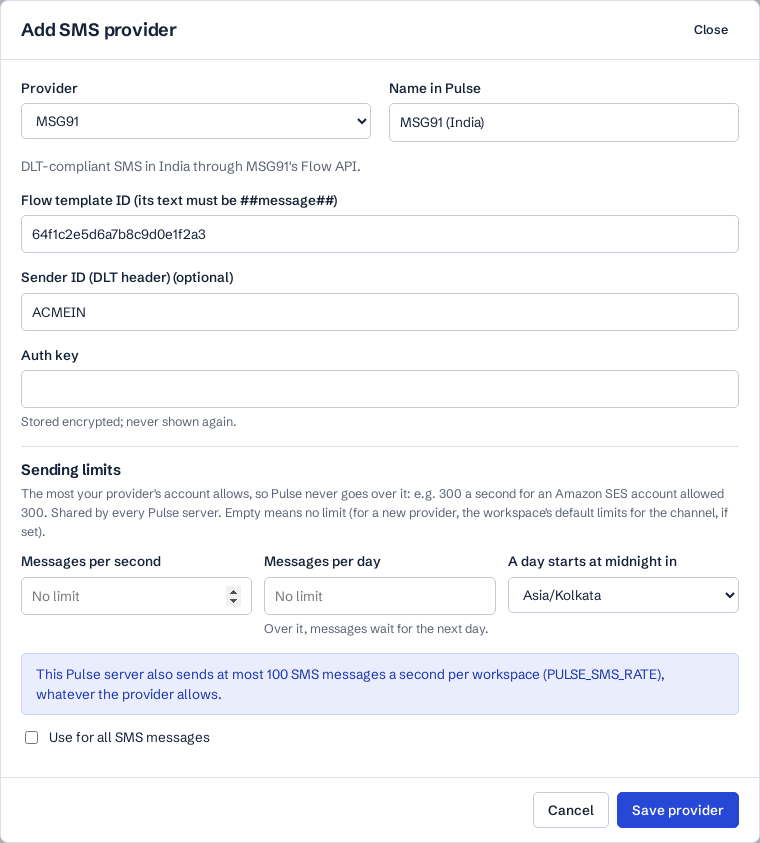 Add SMS provider
Close
Provider
Name in Pulse
MSG91
MSG91 (India)
DLT-compliant SMS in India through MSG91's Flow API.
Flow template ID (its text must be ##message##)
64f1c2e5d6a7b8c9d0e1f2a3
Sender ID (DLT header) (optional)
ACMEIN
Auth key
Stored encrypted; never shown again.
Sending limits
The most your provider's account allows, so Pulse never goes over it: e.g. 300 a second for an Amazon SES account allowed
300. Shared by every Pulse server. Empty means no limit (for a new provider, the workspace's default limits for the channel, if
set).
Messages per second
Messages per day
A day starts at midnight in
No limit
No limit
Asia/Kolkata
Over it, messages wait for the next day.
This Pulse server also sends at most 100 SMS messages a second per workspace (PULSE_SMS_RATE),
whatever the provider allows.
Use for all SMS messages
Cancel
Save provider